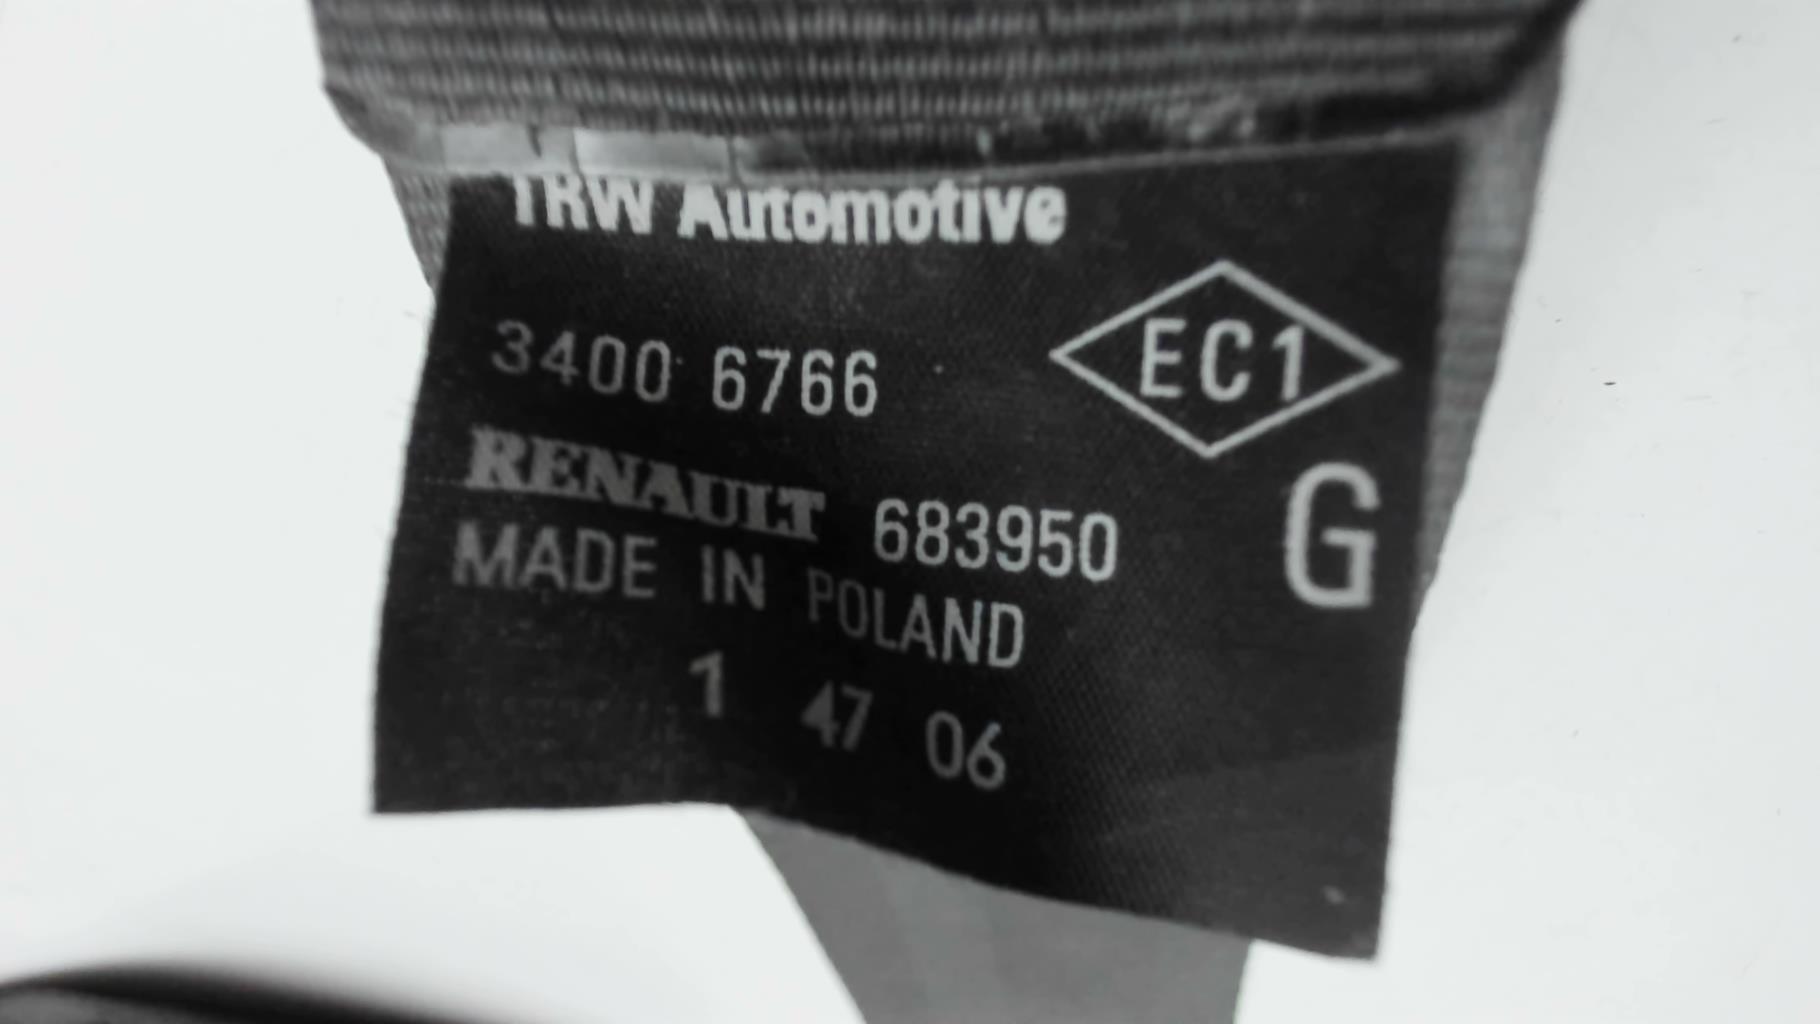 TRW Automotive
EC1
3400 6766
RENAULT 683950
G
MADE IN POLAND
1 47 06